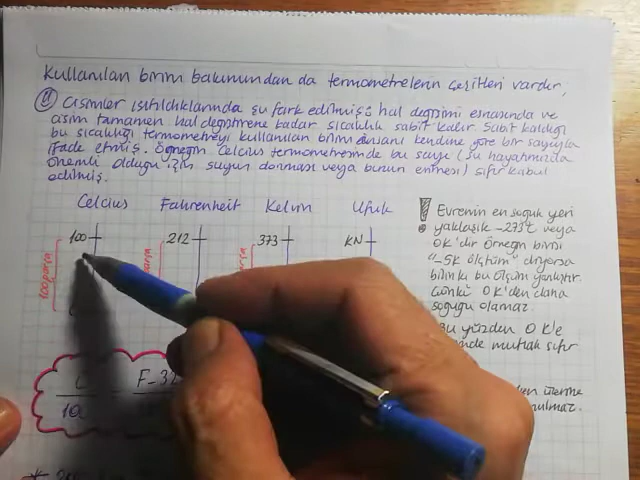 Kullanılan birim bakımından da termometrelerin çeşitleri vardır.
Cisimler ısıtıldıklarında şu fark edilmiş: hal değişimi esnasında ve
cisim tamamen hal değiştirene kadar sıcaklık sabit kalır. Sabit kaldığı
bu sıcaklığı termometreyi kullanılan birim insanı kendine göre bir sayıyla
ifade etmiş. Örneğin Celcius termometresinde bu sayı (su hayatımızda
önemli olduğu için suyun donması veya buzun erimesi) sıfır kabul
edilmiş.
Celcius Fahrenheit Kelvin Ufuk
100 212 373 KN
100 parça
! Evrenin en soğuk yeri
yaklaşık -273°C veya
0K'dir Örneğin birisi
"-5K ölçtüm" diyorsa
bilin ki bu ölçüm yanlıştır.
Çünkü 0K'den daha
soğuğu olamaz.
Bu yüzden 0K'e
mutlak sıfır
F-32